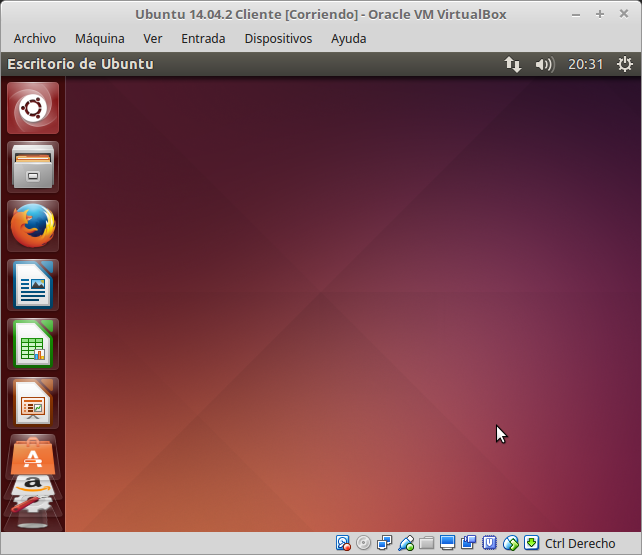 Ubuntu 14.04.2 Cliente [Corriendo] - Oracle VM VirtualBox
Archivo Máquina Ver Entrada Dispositivos Ayuda
Escritorio de Ubuntu 20:31
A
a
U
Ctrl Derecho